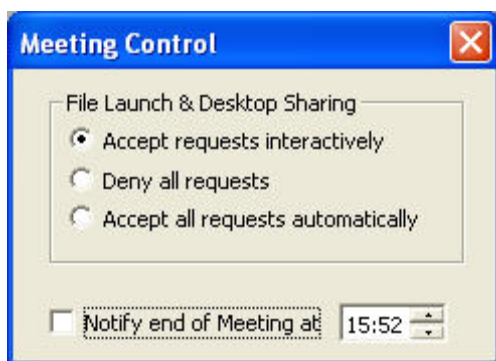 Meeting Control
File Launch & Desktop Sharing
Accept requests interactively
Deny all requests
Accept all requests automatically
Notify end of Meeting at 15:52